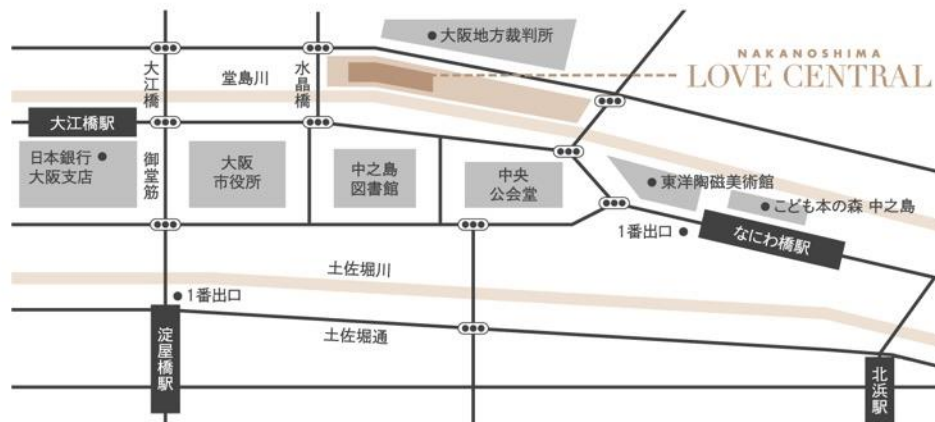 大阪地方裁判所
NAKANOSHIMA
LOVE CENTRAL
大江橋
堂島川
水晶橋
大江橋駅
日本銀行
大阪支店
御堂筋
大阪
市役所
中之島
図書館
中央
公会堂
東洋陶磁美術館
こども本の森 中之島
1番出口
なにわ橋駅
土佐堀川
1番出口
土佐堀通
淀屋橋駅
北浜駅